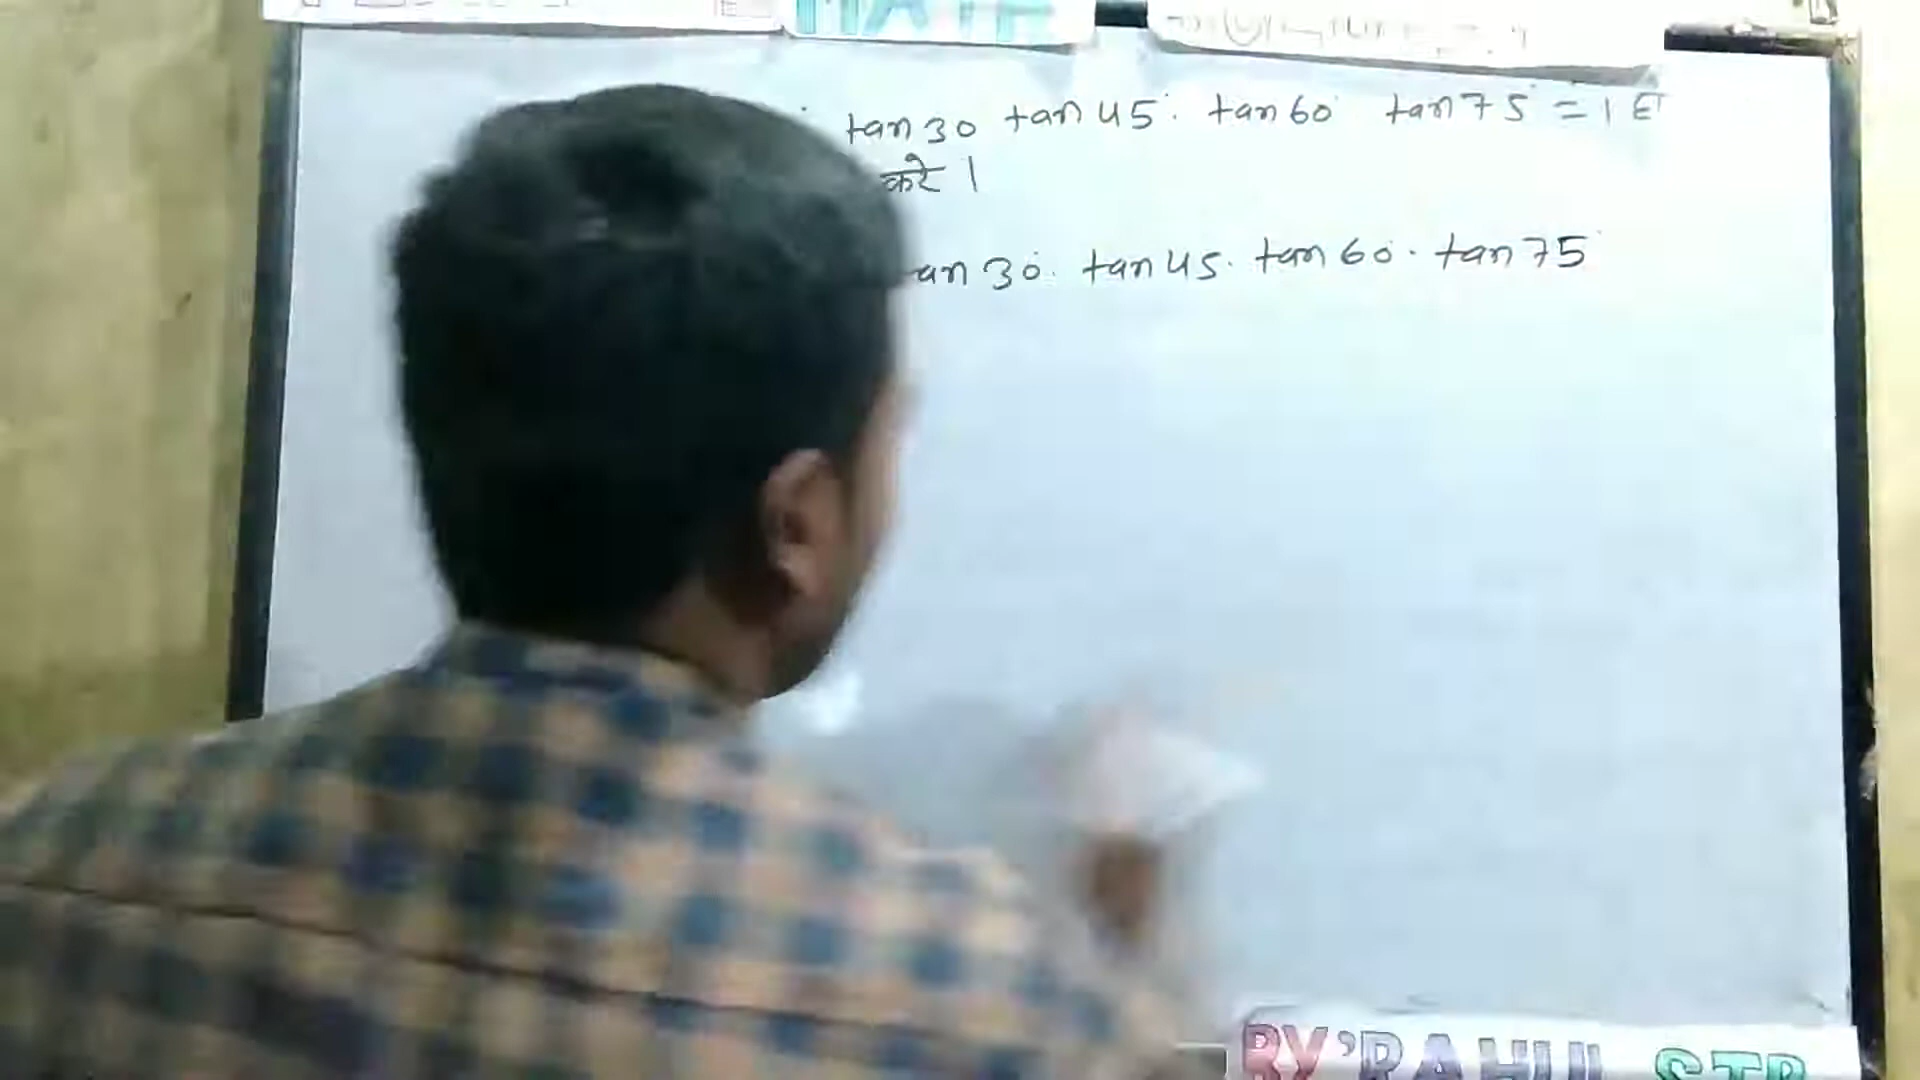 MATH
tan 30 tan 45°. tan 60° tan 75° = 1
करे ।
an 30°. tan 45. tan 60°. tan 75°
BY'RAHUL STR